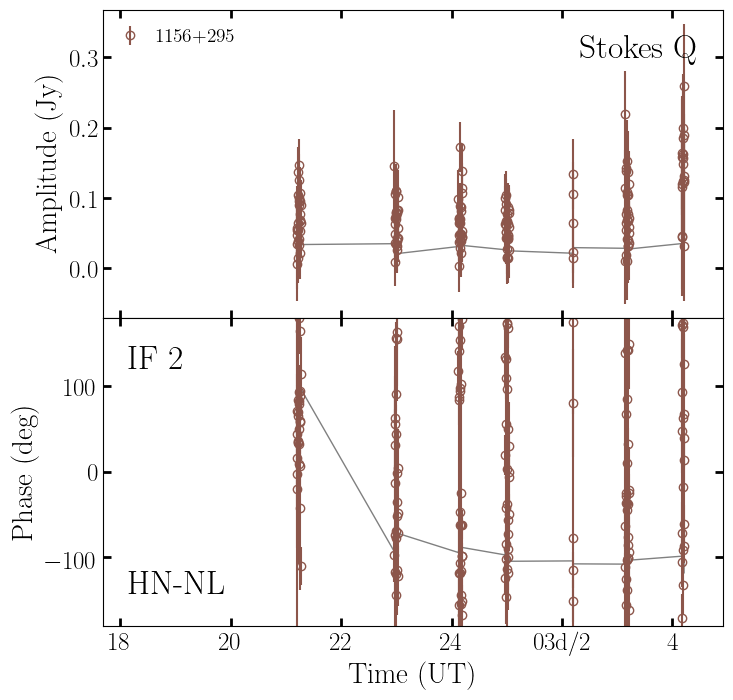 1156+295
Stokes Q
0.3
0.2
0.1
0.0
Amplitude (Jy)
IF 2
100
0
−100
Phase (deg)
HN-NL
18 20 22 24 03d/2 4
Time (UT)